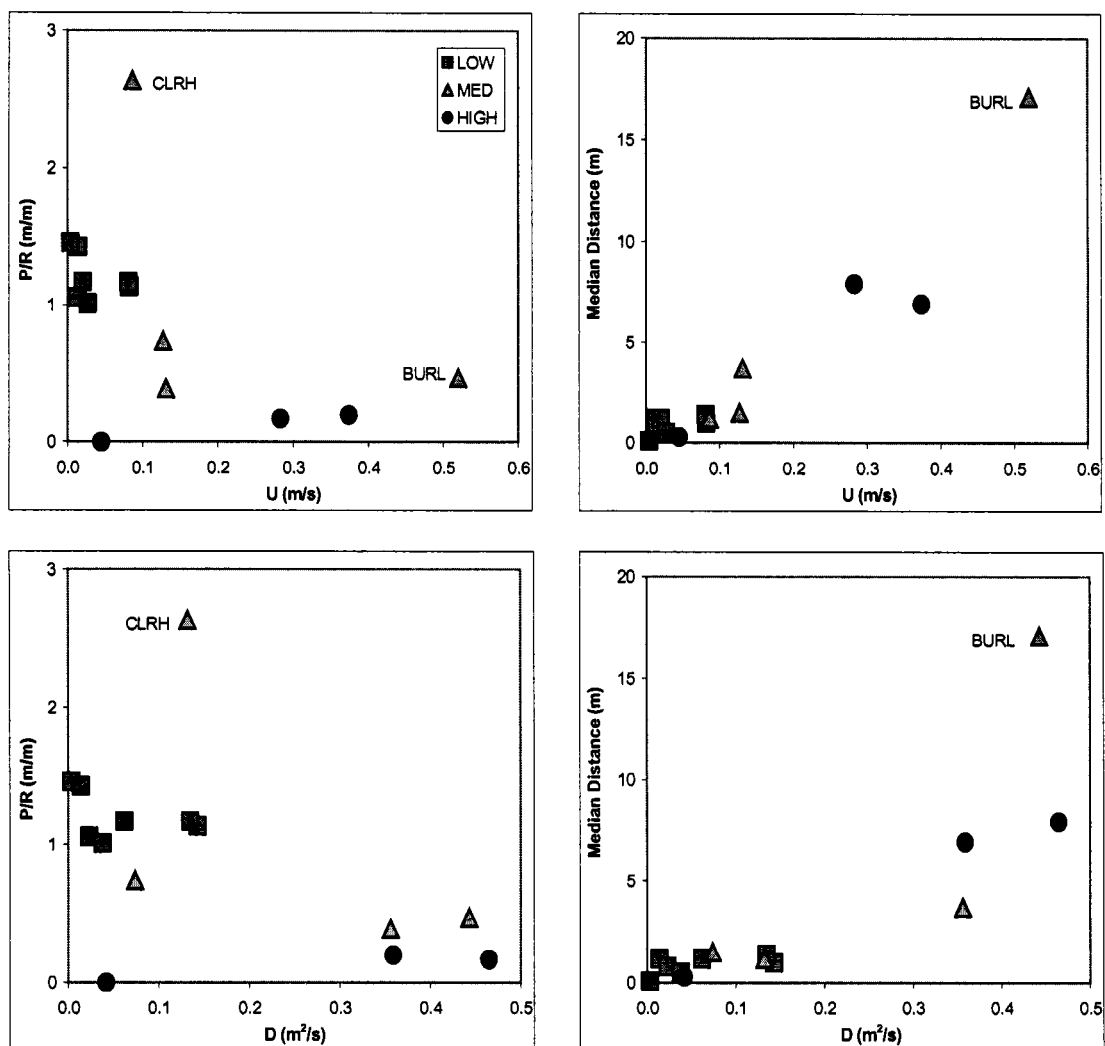 3
2
1
0
P/R (m/m)
CLRH
BURL
LOW
MED
HIGH
0.0 0.1 0.2 0.3 0.4 0.5 0.6
U (m/s)
20
15
10
5
0
Median Distance (m)
BURL
0.0 0.1 0.2 0.3 0.4 0.5 0.6
U (m/s)
3
2
1
0
P/R (m/m)
CLRH
0.0 0.1 0.2 0.3 0.4 0.5
D (m²/s)
20
15
10
5
0
Median Distance (m)
BURL
0.0 0.1 0.2 0.3 0.4 0.5
D (m²/s)